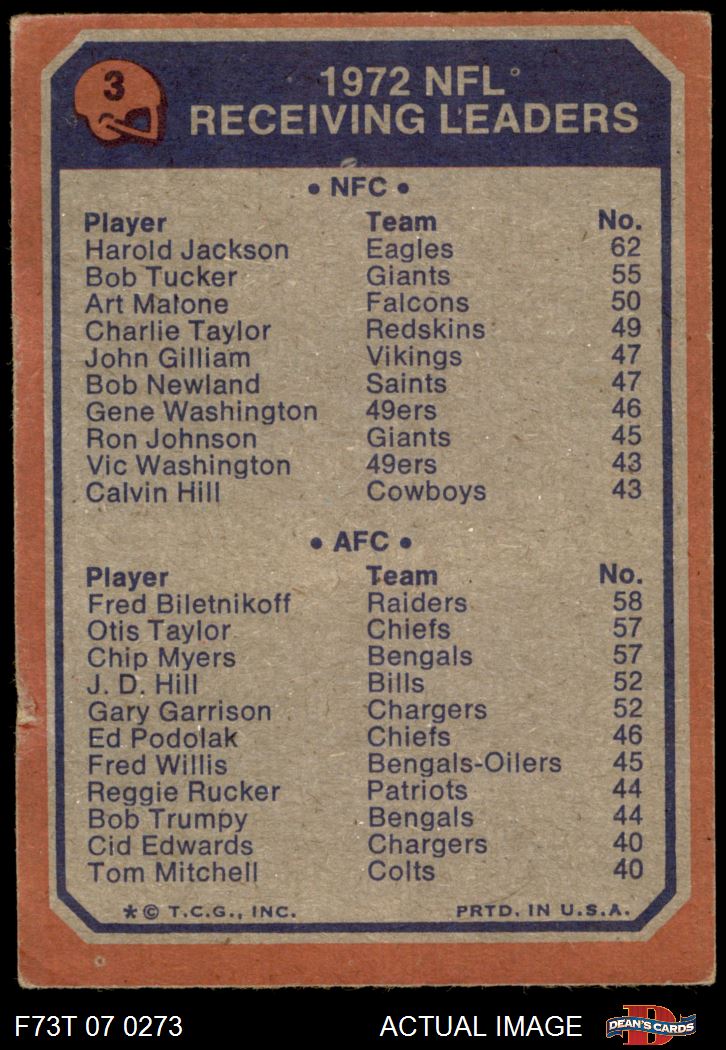 3
1972 NFL
RECEIVING LEADERS
• NFC •
Player Team No.
Harold Jackson Eagles 62
Bob Tucker Giants 55
Art Malone Falcons 50
Charlie Taylor Redskins 49
John Gilliam Vikings 47
Bob Newland Saints 47
Gene Washington 49ers 46
Ron Johnson Giants 45
Vic Washington 49ers 43
Calvin Hill Cowboys 43
• AFC •
Player Team No.
Fred Biletnikoff Raiders 58
Otis Taylor Chiefs 57
Chip Myers Bengals 57
J. D. Hill Bills 52
Gary Garrison Chargers 52
Ed Podolak Chiefs 46
Fred Willis Bengals-Oilers 45
Reggie Rucker Patriots 44
Bob Trumpy Bengals 44
Cid Edwards Chargers 40
Tom Mitchell Colts 40
*© T.C.G., INC. PRTD. IN U.S.A.
F73T 07 0273 ACTUAL IMAGE D DEAN'S CARDS